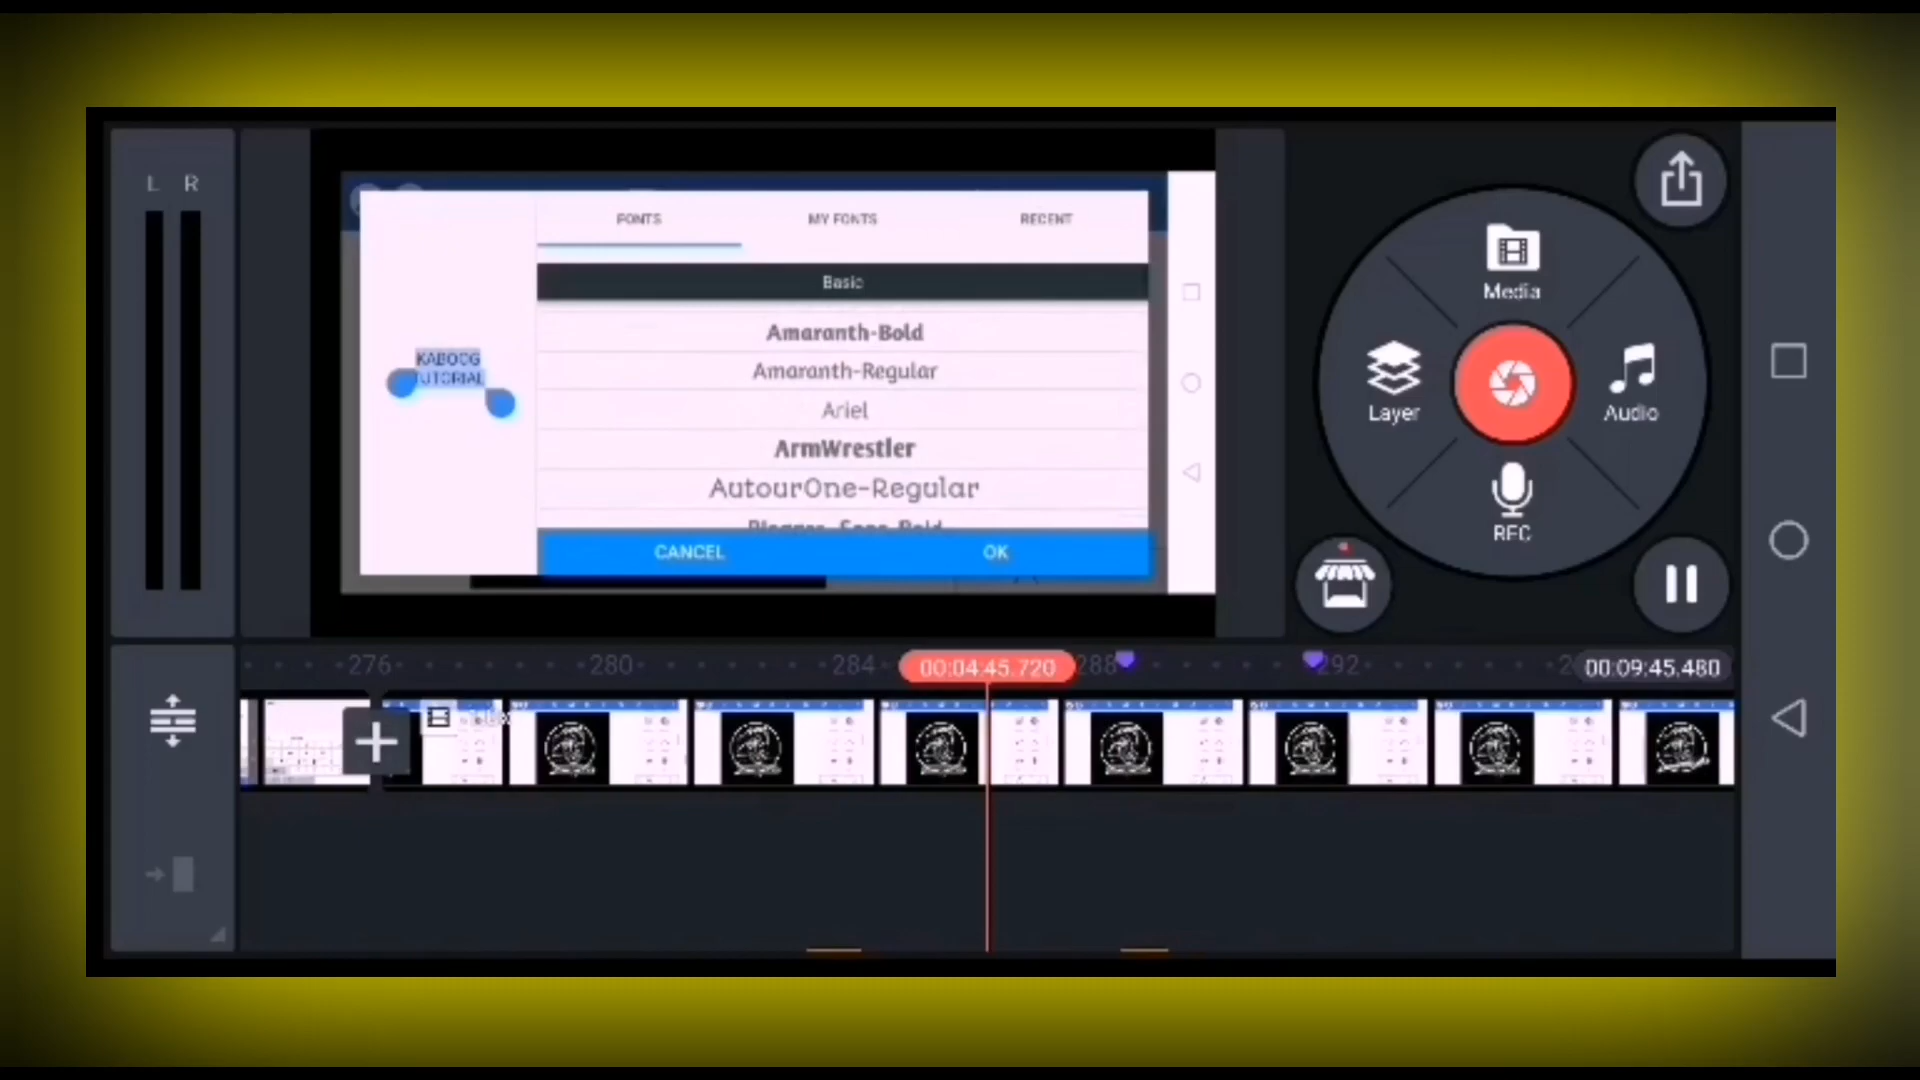 L R
FONTS MY FONTS RECENT
Basic
Amaranth-Bold
Amaranth-Regular
Ariel
ArmWrestler
AutourOne-Regular
CANCEL OK
KABOOG
TUTORIAL
Media
Layer
Audio
REC
276 280 284 00:04:45.720 288 292 00:09:45.480